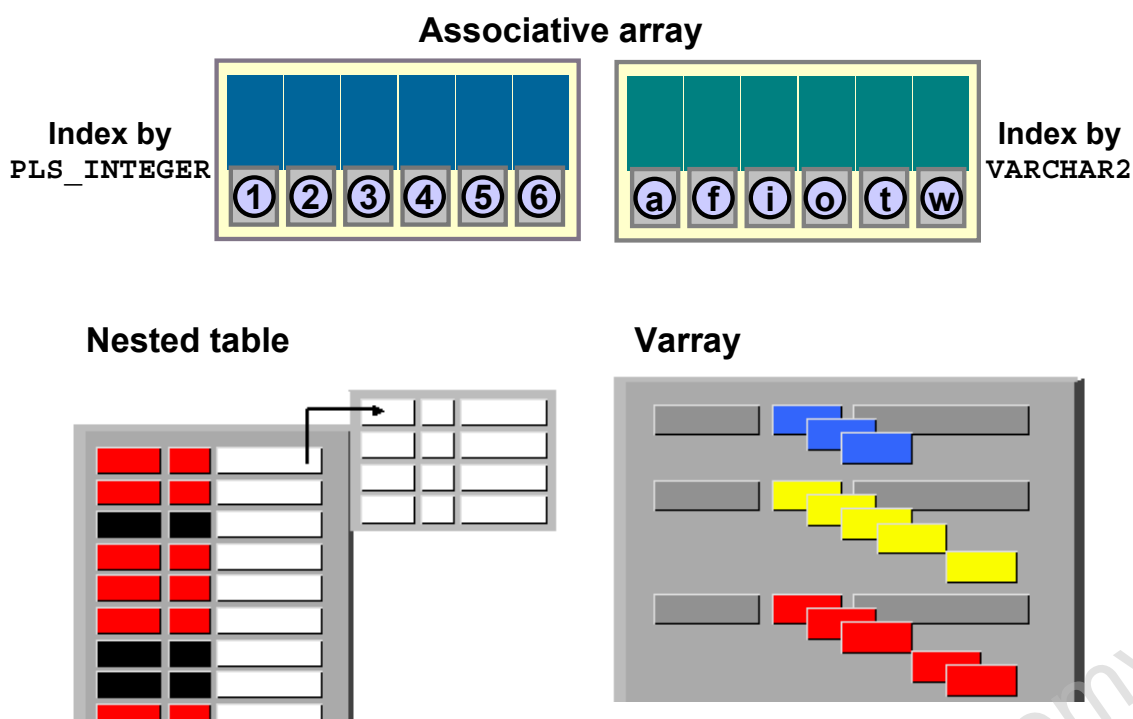 Associative array
Index by
PLS_INTEGER
1 2 3 4 5 6
a f i o t w
Index by
VARCHAR2
Nested table
Varray